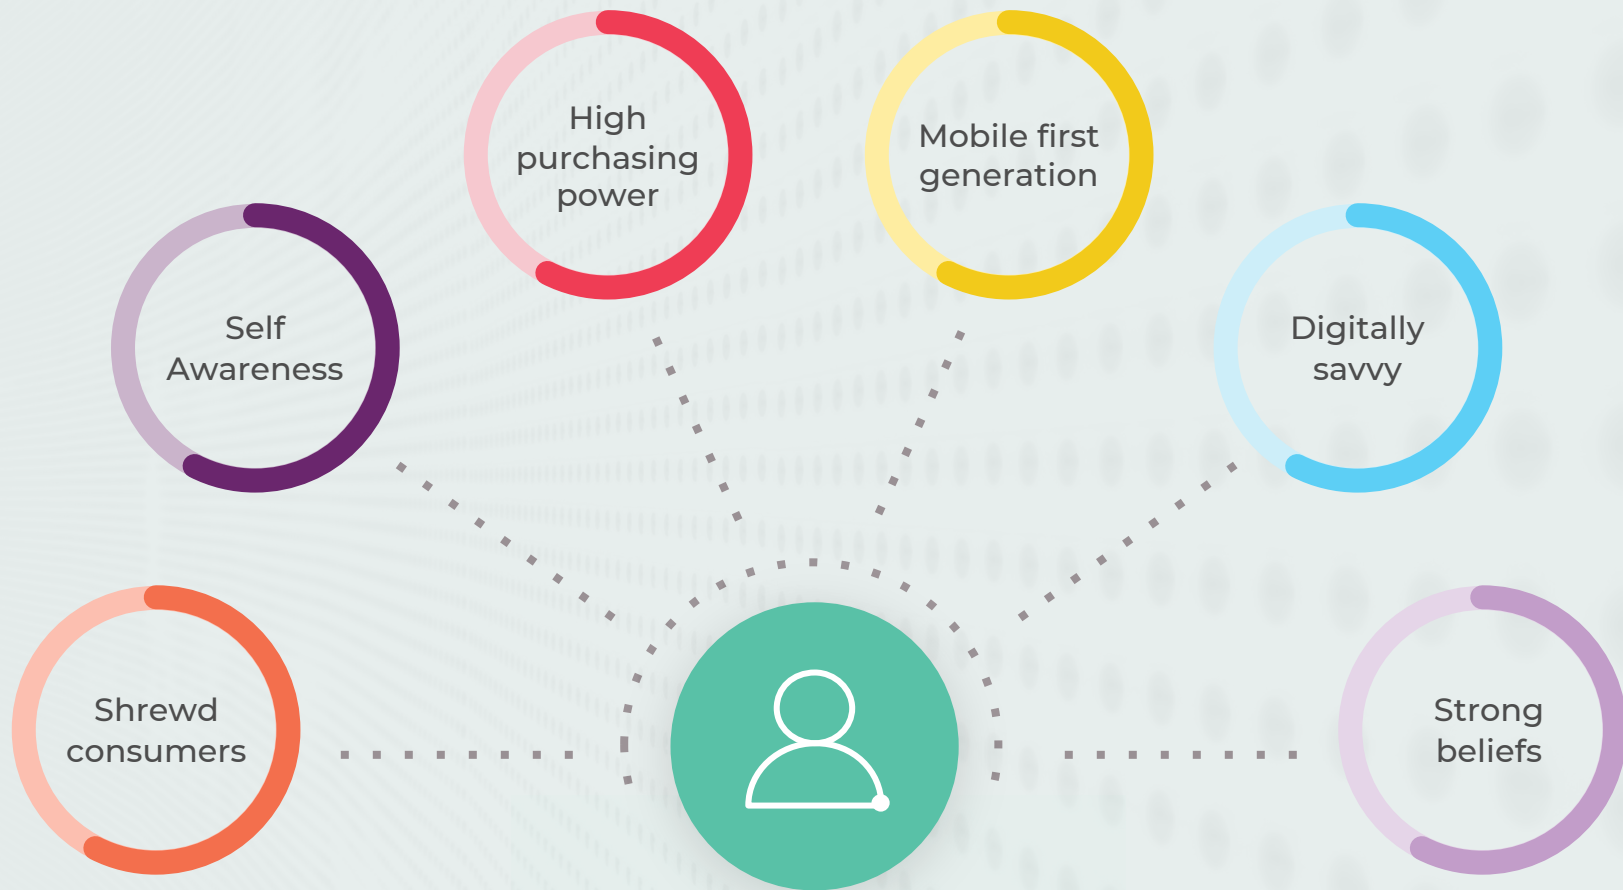 High
purchasing
power
Mobile first
generation
Self
Awareness
Digitally
savvy
Shrewd
consumers
Strong
beliefs